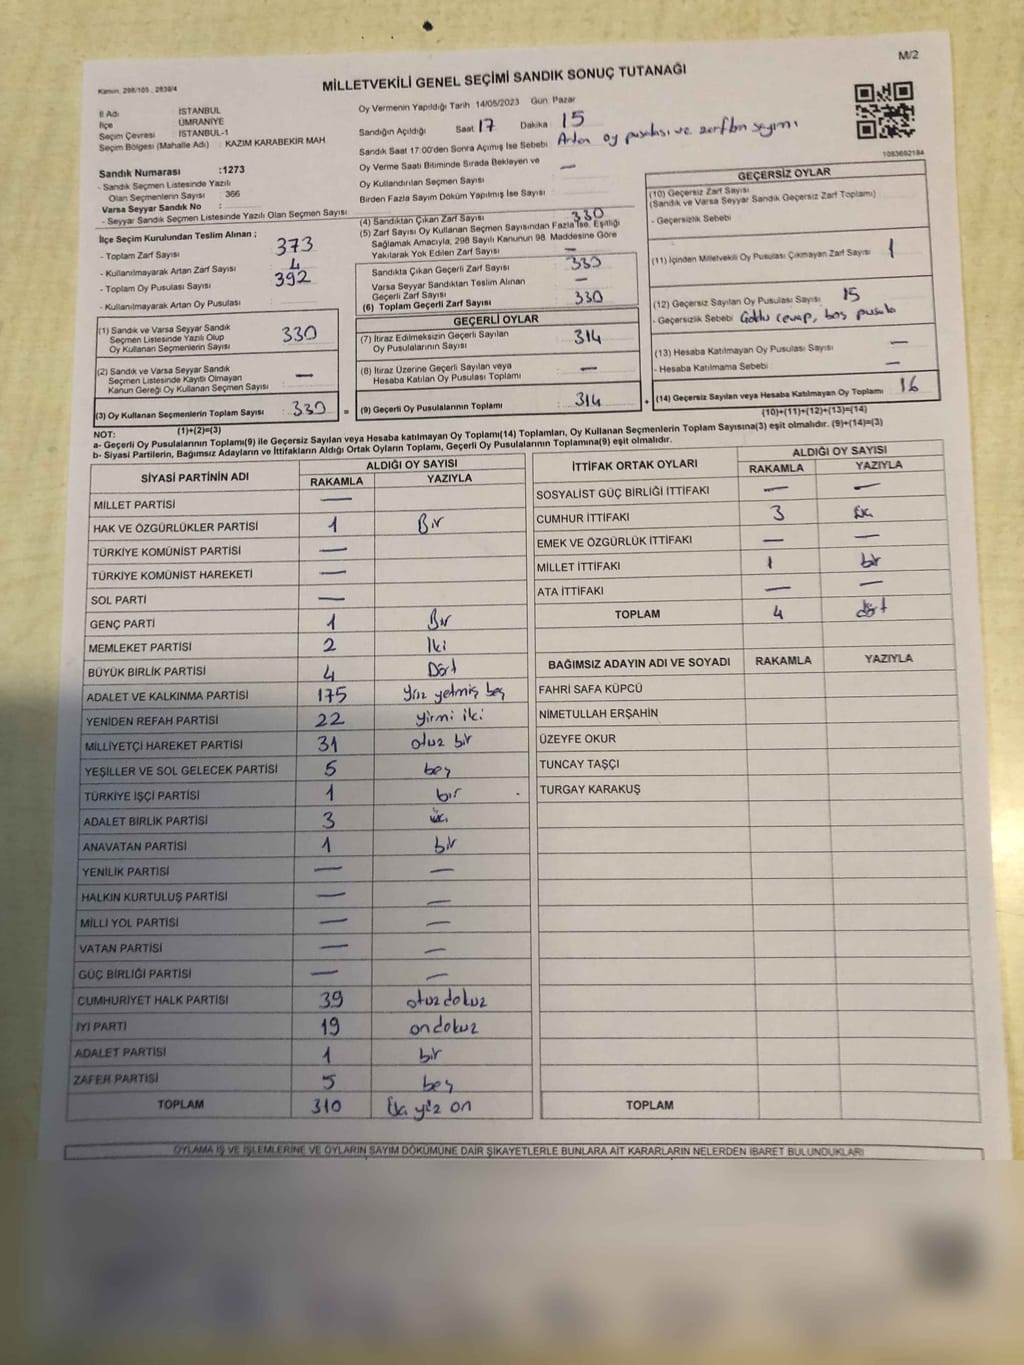 M/2
Kanun, 298/105 , 2839/4
MİLLETVEKİLİ GENEL SEÇİMİ SANDIK SONUÇ TUTANAĞI
İl Adı : İSTANBUL
İlçe : ÜMRANİYE
Seçim Çevresi : İSTANBUL-1
Seçim Bölgesi (Mahalle Adı) : KAZIM KARABEKİR MAH
Oy Vermenin Yapıldığı Tarih 14/05/2023 Gün Pazar
Sandığın Açıldığı Saat 17 Dakika 15
Sandık Saat 17:00'den Sonra Açımış İse Sebebi Artan oy pusulası ve zarfların sayımı
Oy Verme Saati Bitiminde Sırada Bekleyen ve
Oy Kullandırılan Seçmen Sayısı : —
Birden Fazla Sayım Döküm Yapılmış İse Sayısı
1083602184
Sandık Numarası :1273
- Sandık Seçmen Listesinde Yazılı
Olan Seçmenlerin Sayısı : 366
Varsa Seyyar Sandık No :
- Seyyar Sandık Seçmen Listesinde Yazılı Olan Seçmen Sayısı
İlçe Seçim Kurulundan Teslim Alınan ;
- Toplam Zarf Sayısı 373
- Kullanılmayarak Artan Zarf Sayısı 4
- Toplam Oy Pusulası Sayısı 392
- Kullanılmayarak Artan Oy Pusulası
(4) Sandıktan Çıkan Zarf Sayısı 330
(5) Zarf Sayısı Oy Kullanan Seçmen Sayısından Fazla İse, Eşitliği
Sağlamak Amacıyla, 298 Sayılı Kanunun 98. Maddesine Göre
Yakılarak Yok Edilen Zarf Sayısı —
Sandıkta Çıkan Geçerli Zarf Sayısı 330
Varsa Seyyar Sandıktan Teslim Alınan
Geçerli Zarf Sayısı —
(6) Toplam Geçerli Zarf Sayısı 330
GEÇERSİZ OYLAR
(10) Geçersiz Zarf Sayısı
(Sandık ve Varsa Seyyar Sandık Geçersiz Zarf Toplamı)
- Geçersizlik Sebebi
(11) İçinden Milletvekili Oy Pusulası Çıkmayan Zarf Sayısı 1
(12) Geçersiz Sayılan Oy Pusulası Sayısı 15
- Geçersizlik Sebebi cevap, boş pusula
(13) Hesaba Katılmayan Oy Pusulası Sayısı —
- Hesaba Katılmama Sebebi —
(14) Geçersiz Sayılan veya Hesaba Katılmayan Oy Toplamı 16
(10)+(11)+(12)+(13)=(14)
(1) Sandık ve Varsa Seyyar Sandık
Seçmen Listesinde Yazılı Olup
Oy Kullanan Seçmenlerin Sayısı 330
(2) Sandık ve Varsa Seyyar Sandık
Seçmen Listesinde Kayıtlı Olmayan
Kanun Gereği Oy Kullanan Seçmen Sayısı —
(3) Oy Kullanan Seçmenlerin Toplam Sayısı : 330
(1)+(2)=(3)
GEÇERLİ OYLAR
(7) İtiraz Edilmeksizin Geçerli Sayılan
Oy Pusulalarının Sayısı 314
(8) İtiraz Üzerine Geçerli Sayılan veya
Hesaba Katılan Oy Pusulası Toplamı —
= (9) Geçerli Oy Pusulalarının Toplamı : 314 +
NOT:
a- Geçerli Oy Pusulalarının Toplamı(9) ile Geçersiz Sayılan veya Hesaba katılmayan Oy Toplamı(14) Toplamları, Oy Kullanan Seçmenlerin Toplam Sayısına(3) eşit olmalıdır. (9)+(14)=(3)
b- Siyasi Partilerin, Bağımsız Adayların ve İttifakların Aldığı Ortak Oyların Toplamı, Geçerli Oy Pusulalarının Toplamına(9) eşit olmalıdır.
SİYASİ PARTİNİN ADI ALDIĞI OY SAYISI
RAKAMLA YAZIYLA
MİLLET PARTİSİ —
HAK VE ÖZGÜRLÜKLER PARTİSİ 1 Bir
TÜRKİYE KOMÜNİST PARTİSİ —
TÜRKİYE KOMÜNİST HAREKETİ —
SOL PARTİ —
GENÇ PARTİ 1 Bir
MEMLEKET PARTİSİ 2 İki
BÜYÜK BİRLİK PARTİSİ 4 Dört
ADALET VE KALKINMA PARTİSİ 175 yüz yetmiş beş
YENİDEN REFAH PARTİSİ 22 yirmi iki
MİLLİYETÇİ HAREKET PARTİSİ 31 otuz bir
YEŞİLLER VE SOL GELECEK PARTİSİ 5 beş
TÜRKİYE İŞÇİ PARTİSİ 1 bir
ADALET BİRLİK PARTİSİ 3
ANAVATAN PARTİSİ 1 bir
YENİLİK PARTİSİ — —
HALKIN KURTULUŞ PARTİSİ — —
MİLLİ YOL PARTİSİ — —
VATAN PARTİSİ — —
GÜÇ BİRLİĞİ PARTİSİ — —
CUMHURİYET HALK PARTİSİ 39 otuzdokuz
İYİ PARTİ 19 ondokuz
ADALET PARTİSİ 1 bir
ZAFER PARTİSİ 5 beş
TOPLAM 310 üç yüz on
İTTİFAK ORTAK OYLARI ALDIĞI OY SAYISI
RAKAMLA YAZIYLA
SOSYALİST GÜÇ BİRLİĞİ İTTİFAKI — —
CUMHUR İTTİFAKI 3 üç
EMEK VE ÖZGÜRLÜK İTTİFAKI — —
MİLLET İTTİFAKI 1 bir
ATA İTTİFAKI — —
TOPLAM 4 dört
BAĞIMSIZ ADAYIN ADI VE SOYADI RAKAMLA YAZIYLA
FAHRİ SAFA KÜPCÜ
NİMETULLAH ERŞAHİN
ÜZEYFE OKUR
TUNCAY TAŞÇI
TURGAY KARAKUŞ
TOPLAM
OYLAMA İŞ VE İŞLEMLERİNE VE OYLARIN SAYIM DÖKÜMÜNE DAİR ŞİKAYETLERLE BUNLARA AİT KARARLARIN NELERDEN İBARET BULUNDUKLARI